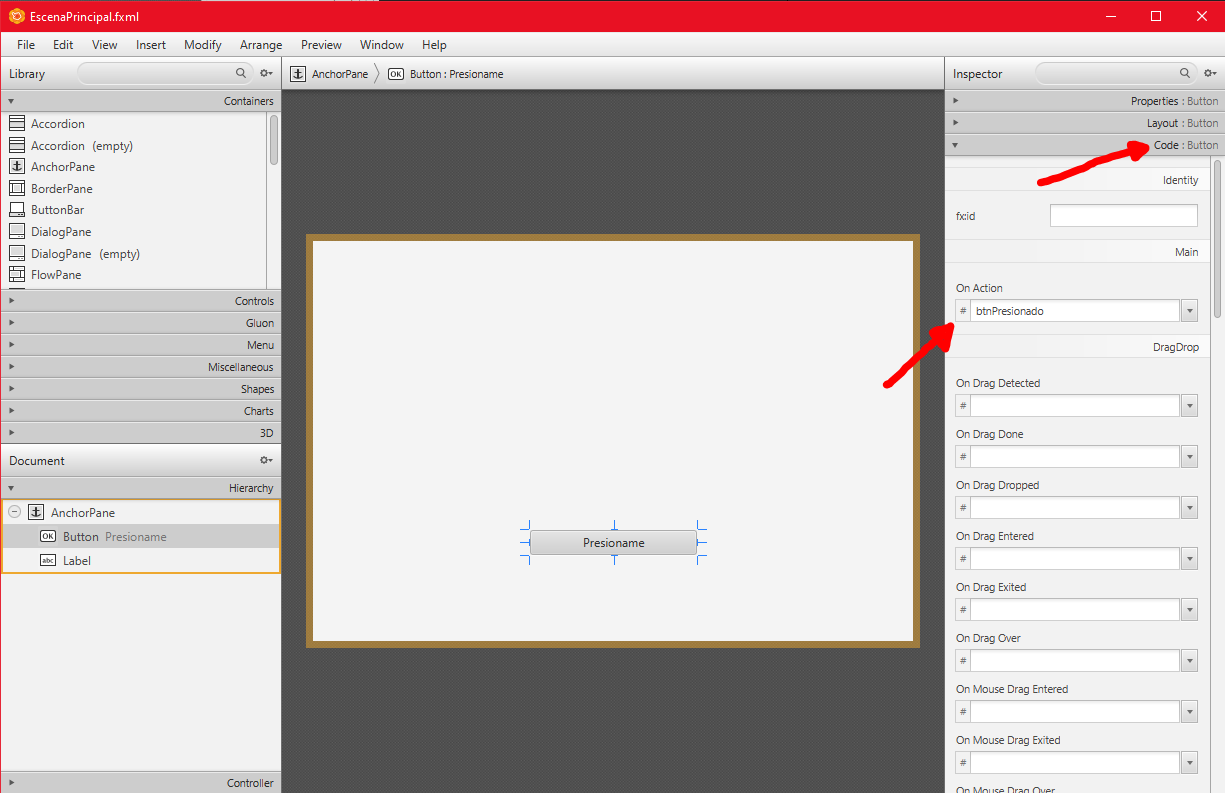 EscenaPrincipal.fxml
File Edit View Insert Modify Arrange Preview Window Help
Library
Containers
Accordion
Accordion (empty)
AnchorPane
BorderPane
ButtonBar
DialogPane
DialogPane (empty)
FlowPane
Controls
Gluon
Menu
Miscellaneous
Shapes
Charts
3D
Document
Hierarchy
AnchorPane
OK Button Presioname
abc Label
Controller
AnchorPane OK Button : Presioname
Presioname
Inspector
Properties : Button
Layout : Button
Code : Button
Identity
fx:id
Main
On Action
# btnPresionado
DragDrop
On Drag Detected
#
On Drag Done
#
On Drag Dropped
#
On Drag Entered
#
On Drag Exited
#
On Drag Over
#
On Mouse Drag Entered
#
On Mouse Drag Exited
#
On Mouse Drag Over